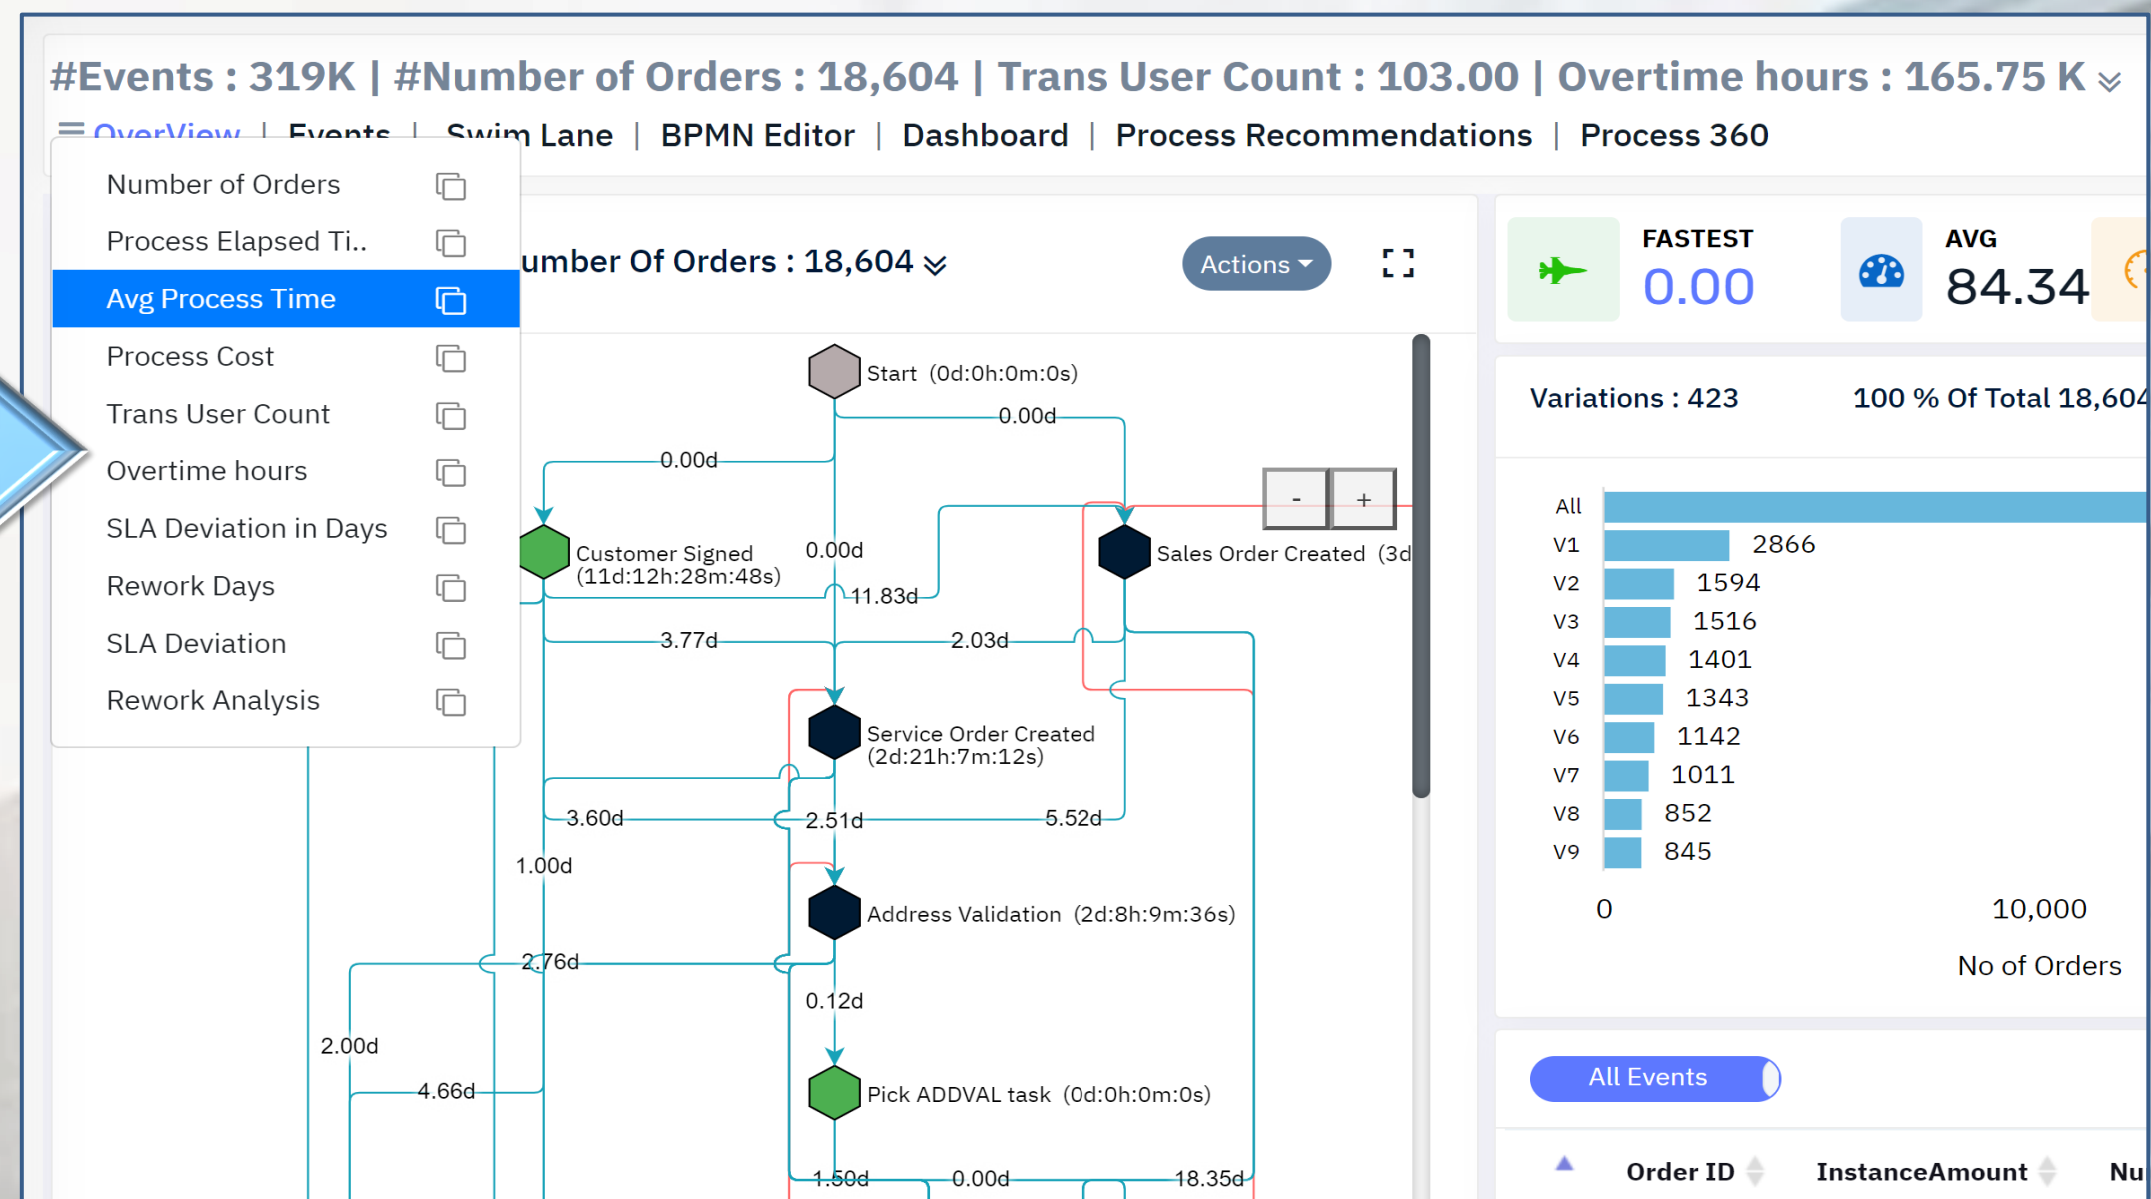 #Events : 319K | #Number of Orders : 18,604 | Trans User Count : 103.00 | Overtime hours : 165.75 K
OverView | Events | Swim Lane | BPMN Editor | Dashboard | Process Recommendations | Process 360
Number of Orders
Process Elapsed Ti..
Avg Process Time
Process Cost
Trans User Count
Overtime hours
SLA Deviation in Days
Rework Days
SLA Deviation
Rework Analysis
umber Of Orders : 18,604
Actions
Start (0d:0h:0m:0s)
0.00d
0.00d
- +
Customer Signed
(11d:12h:28m:48s)
0.00d
Sales Order Created (3d
11.83d
3.77d
2.03d
Service Order Created
(2d:21h:7m:12s)
3.60d
2.51d
5.52d
1.00d
Address Validation (2d:8h:9m:36s)
2.76d
0.12d
2.00d
4.66d
Pick ADDVAL task (0d:0h:0m:0s)
1.50d
0.00d
18.35d
FASTEST
0.00
AVG
84.34
Variations : 423
100 % Of Total 18,604
All
V1 2866
V2 1594
V3 1516
V4 1401
V5 1343
V6 1142
V7 1011
V8 852
V9 845
0 10,000
No of Orders
All Events
Order ID InstanceAmount Nu